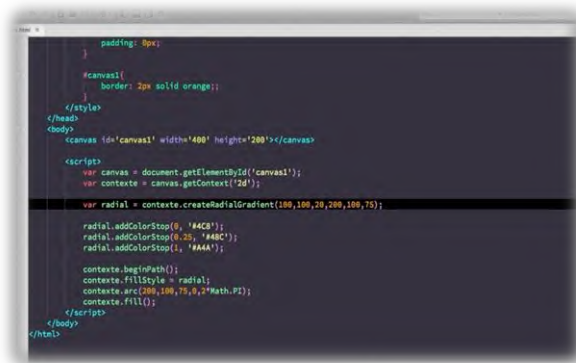 padding: 0px;
}
#canvas1{
border: 2px solid orange;;
}
</style>
</head>
<body>
<canvas id='canvas1' width='400' height='200'></canvas>
<script>
var canvas = document.getElementById('canvas1');
var contexte = canvas.getContext('2d');
var radial = contexte.createRadialGradient(100,100,20,200,100,75);
radial.addColorStop(0, '#4C8');
radial.addColorStop(0.25, '#48C');
radial.addColorStop(1, '#A4A');
contexte.beginPath();
contexte.fillStyle = radial;
contexte.arc(200,100,75,0,2*Math.PI);
contexte.fill();
</script>
</body>
</html>